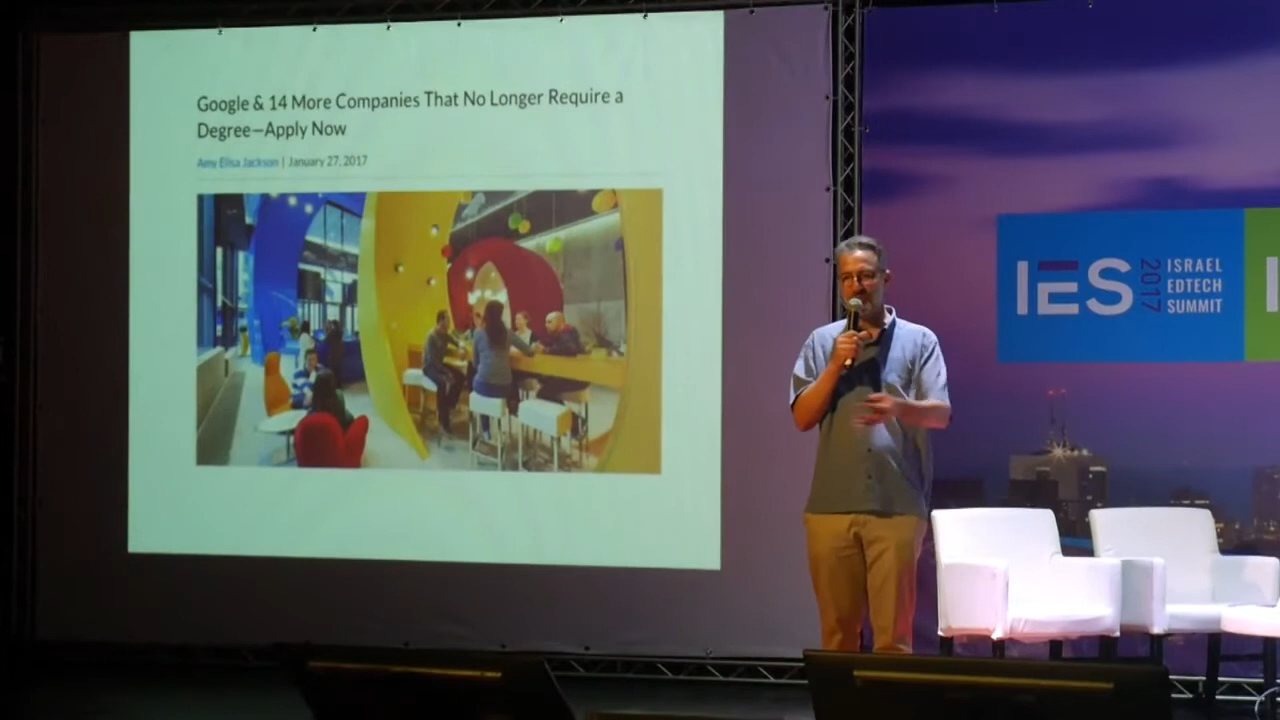 Google & 14 More Companies That No Longer Require a
Degree—Apply Now
Amy Elisa Jackson | January 27, 2017
IES
2017
ISRAEL
EDTECH
SUMMIT